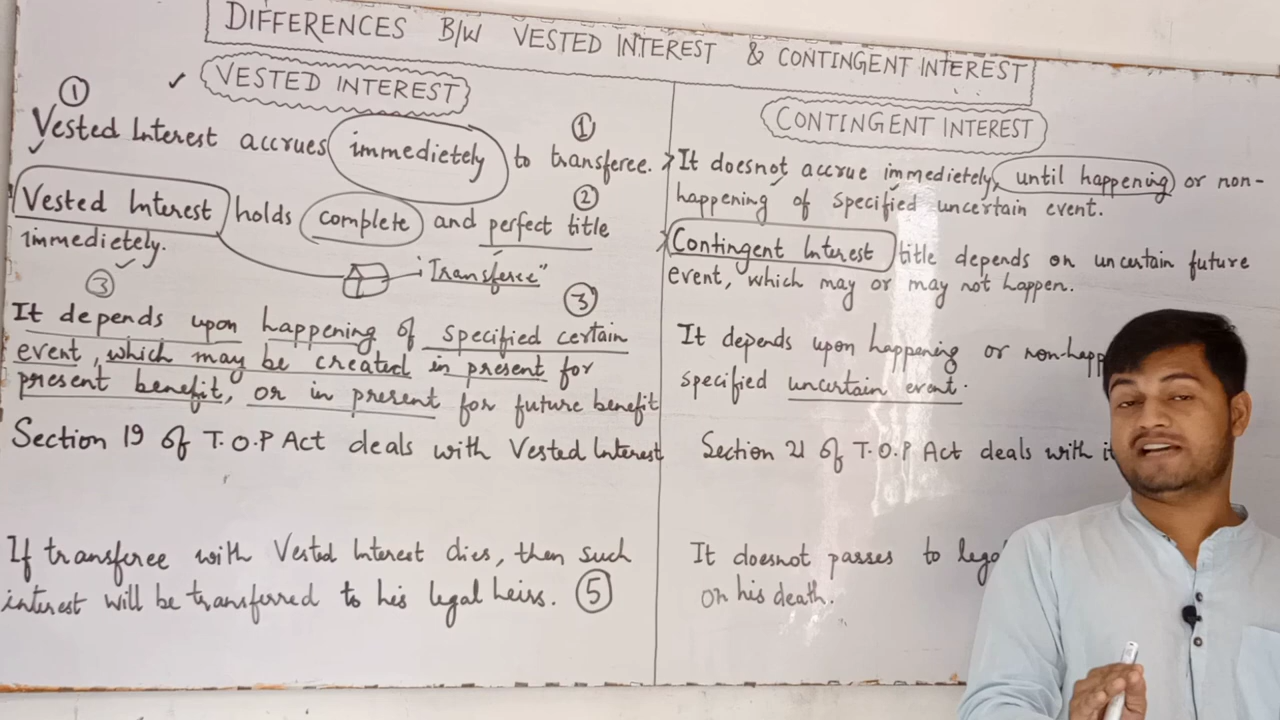 DIFFERENCES B/W VESTED INTEREST & CONTINGENT INTEREST
✓ VESTED INTEREST
①
Vested Interest accrues immedietely to transferee. ①
Vested Interest holds complete and perfect title ②
immedietely.
"Transferee"
③
③
It depends upon happening of specified certain
event, which may be created in present for
present benefit, or in present for future benefit
Section 19 of T.O.P Act deals with Vested Interest
If transferee with Vested Interest dies, then such
interest will be transferred to his legal heirs. ⑤
CONTINGENT INTEREST
It doesnot accrue immedietely, until happening or non-
happening of specified uncertain event.
Contingent Interest title depends on uncertain future
event, which may or may not happen.
It depends upon happening or non-happ
specified uncertain event.
Section 21 of T.O.P Act deals with it
It doesnot passes to lega
on his death.